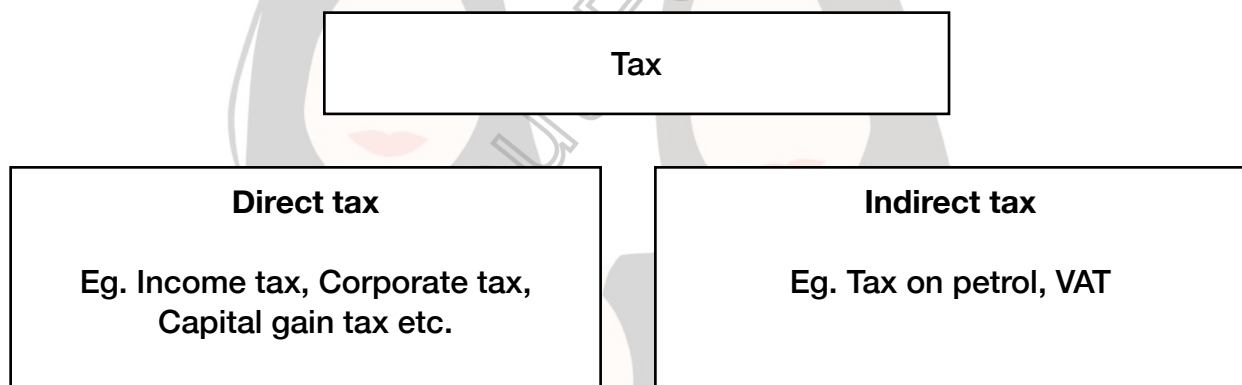 Tax
Direct tax
Eg. Income tax, Corporate tax,
Capital gain tax etc.
Indirect tax
Eg. Tax on petrol, VAT